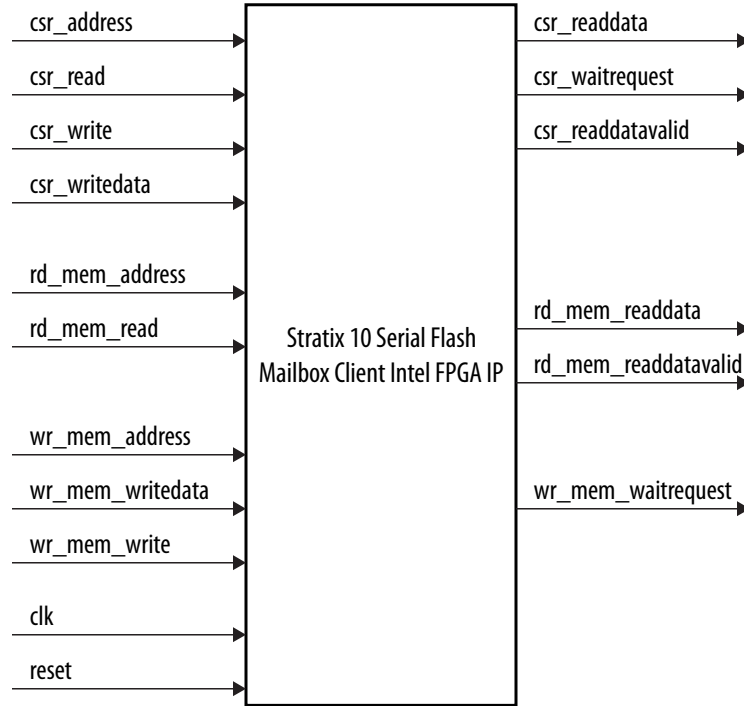 csr_address
csr_read
csr_write
csr_writedata
rd_mem_address
rd_mem_read
wr_mem_address
wr_mem_writedata
wr_mem_write
clk
reset
Stratix 10 Serial Flash
Mailbox Client Intel FPGA IP
csr_readdata
csr_waitrequest
csr_readdatavalid
rd_mem_readdata
rd_mem_readdatavalid
wr_mem_waitrequest